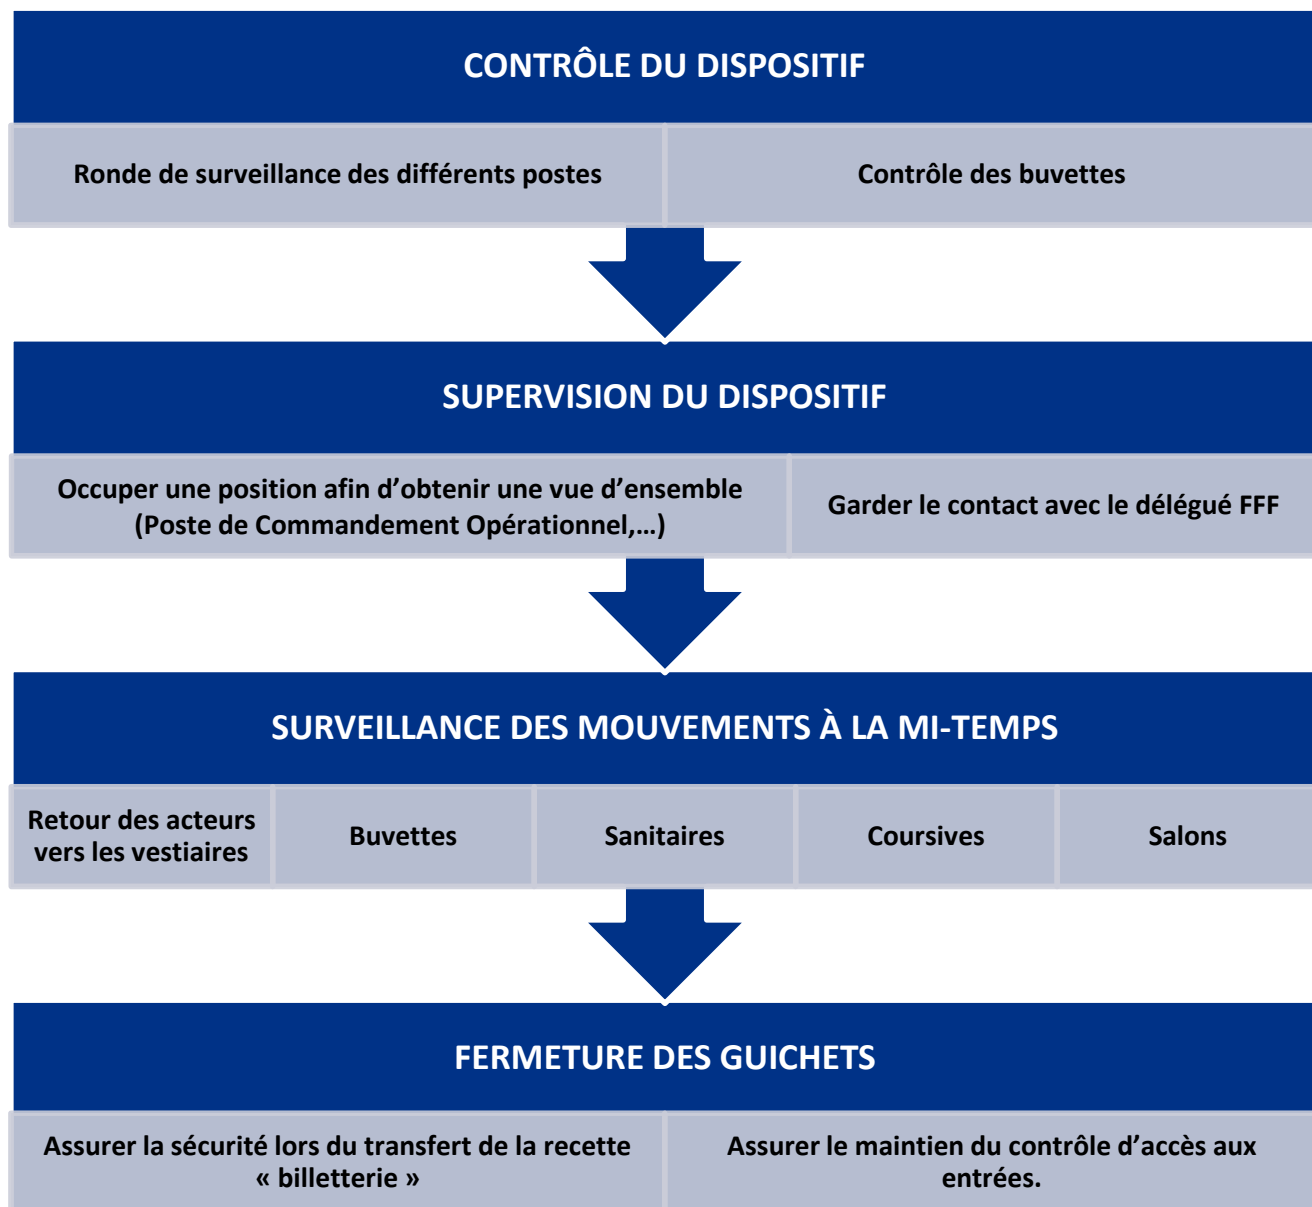 CONTRÔLE DU DISPOSITIF
Ronde de surveillance des différents postes
Contrôle des buvettes
SUPERVISION DU DISPOSITIF
Occuper une position afin d’obtenir une vue d’ensemble
(Poste de Commandement Opérationnel,…)
Garder le contact avec le délégué FFF
SURVEILLANCE DES MOUVEMENTS À LA MI-TEMPS
Retour des acteurs
vers les vestiaires
Buvettes
Sanitaires
Coursives
Salons
FERMETURE DES GUICHETS
Assurer la sécurité lors du transfert de la recette
« billetterie »
Assurer le maintien du contrôle d’accès aux
entrées.